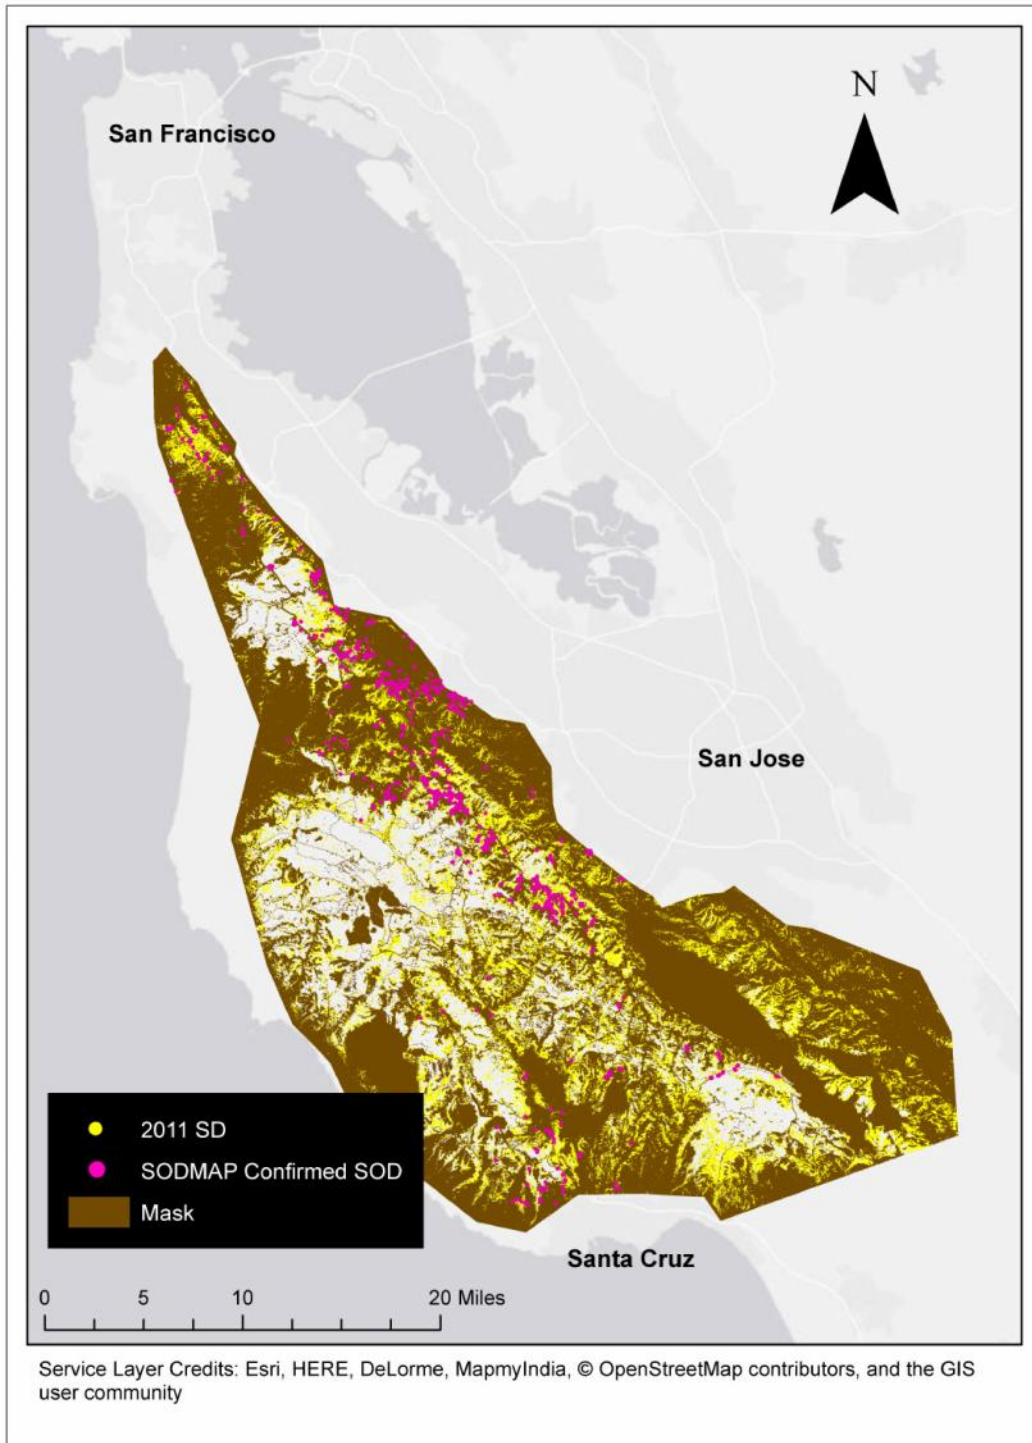 San Francisco
N
San Jose
2011 SD
SODMAP Confirmed SOD
Mask
Santa Cruz
0 5 10 20 Miles
Service Layer Credits: Esri, HERE, DeLorme, MapmyIndia, © OpenStreetMap contributors, and the GIS
user community